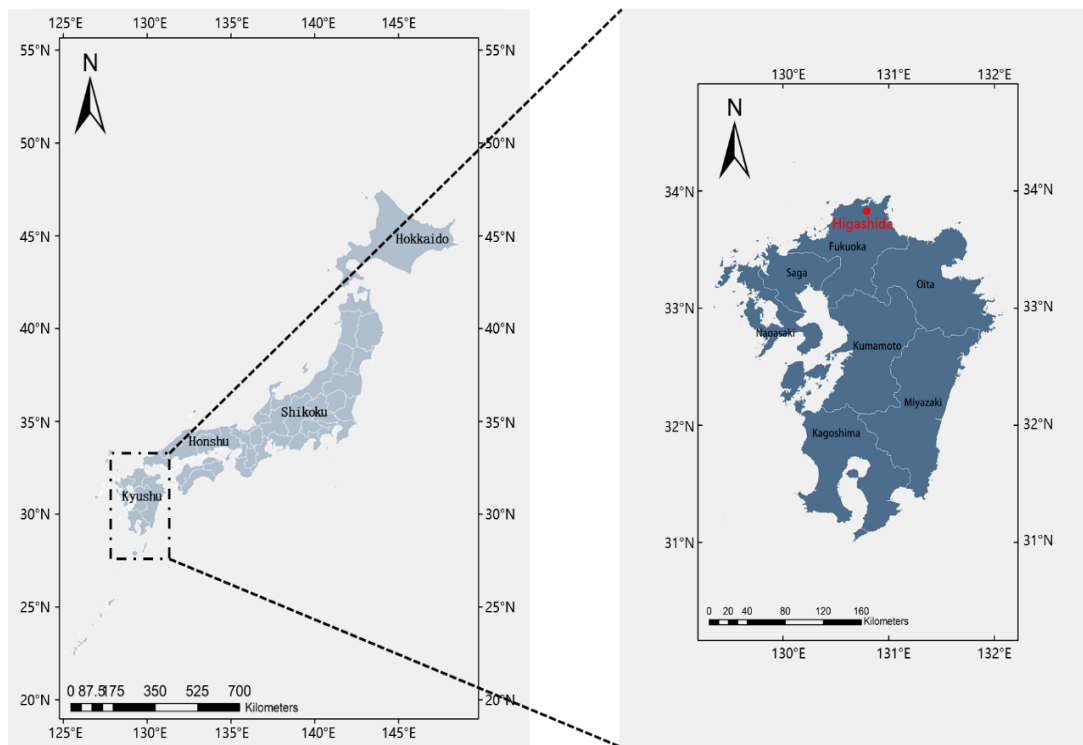 125°E 130°E 135°E 140°E 145°E
55°N
55°N
N
50°N
50°N
45°N
45°N
Hokkaido
40°N
40°N
35°N
35°N
Shikoku
Honshu
Kyushu
30°N
30°N
25°N
25°N
20°N
20°N
0 87.5 175 350 525 700
Kilometers
125°E 130°E 135°E 140°E 145°E
130°E 131°E 132°E
N
34°N
34°N
Higashida
Fukuoka
Saga
Oita
33°N
33°N
Naoasaki
Kumamoto
Miyazaki
32°N
32°N
Kagoshima
31°N
31°N
0 20 40 80 120 160
Kilometers
130°E 131°E 132°E